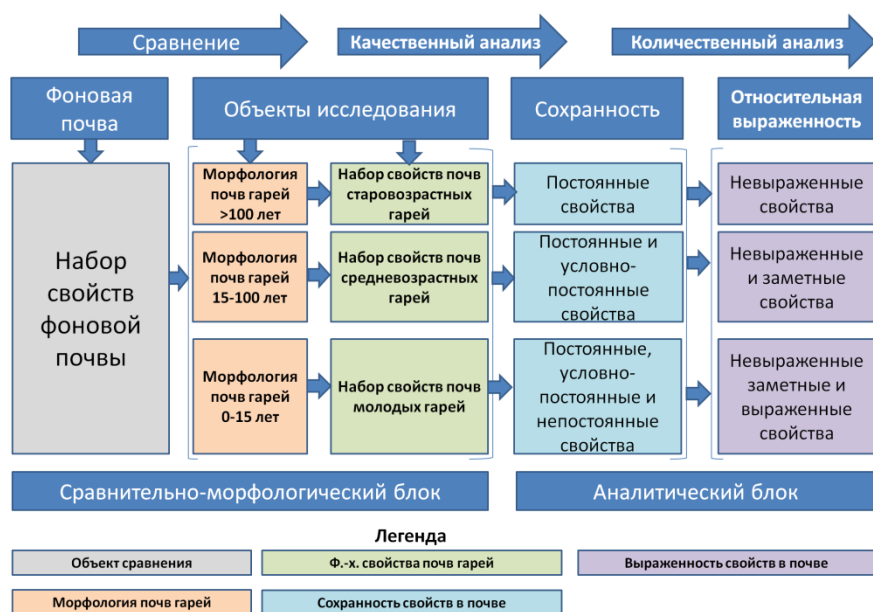 Сравнение
Качественный анализ
Количественный анализ
Фоновая
почва
Объекты исследования
Сохранность
Относительная
выраженность
Набор
свойств
фоновой
почвы
Морфология
почв гарей
>100 лет
Набор свойств почв
старовозрастных
гарей
Постоянные
свойства
Невыраженные
свойства
Морфология
почв гарей
15-100 лет
Набор свойств почв
средневозрастных
гарей
Постоянные и
условно-
постоянные
свойства
Невыраженные
и заметные
свойства
Морфология
почв гарей
0-15 лет
Набор свойств почв
молодых гарей
Постоянные,
условно-
постоянные и
непостоянные
свойства
Невыраженные
заметные и
выраженные
свойства
Сравнительно-морфологический блок
Аналитический блок
Легенда
Объект сравнения
Ф.-х. свойства почв гарей
Выраженность свойств в почве
Морфология почв гарей
Сохранность свойств в почве